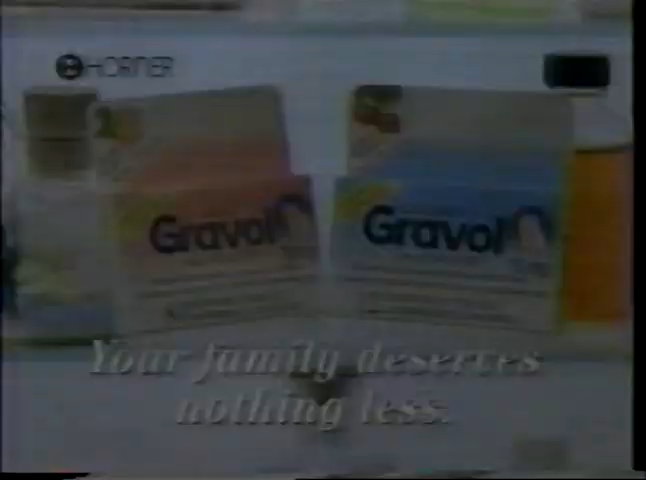 HORNER
Gravol
Gravol
Your family deserves
nothing less.